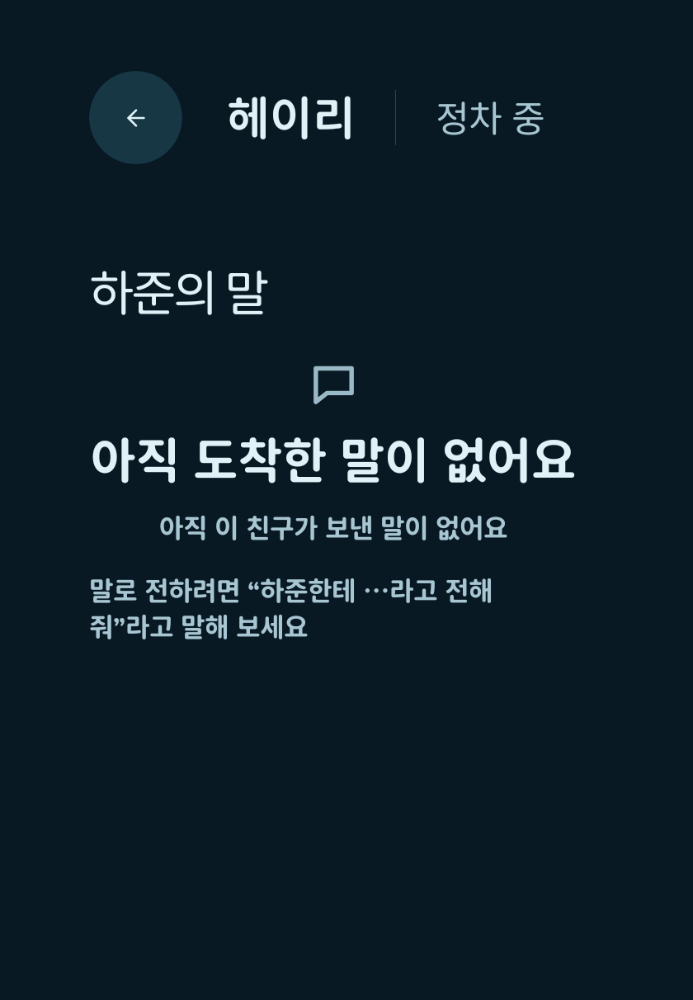 헤이리 정차 중
하준의 말
아직 도착한 말이 없어요
아직 이 친구가 보낸 말이 없어요
말로 전하려면 “하준한테 …라고 전해
줘”라고 말해 보세요